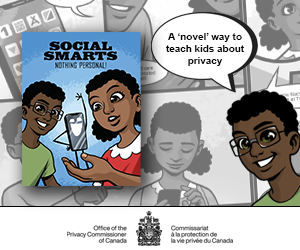 A ‘novel’ way to
teach kids about
privacy
SOCIAL
SMARTS
NOTHING PERSONAL!
Office of the
Privacy Commissioner
of Canada
Commissariat
à la protection de
la vie privée du Canada